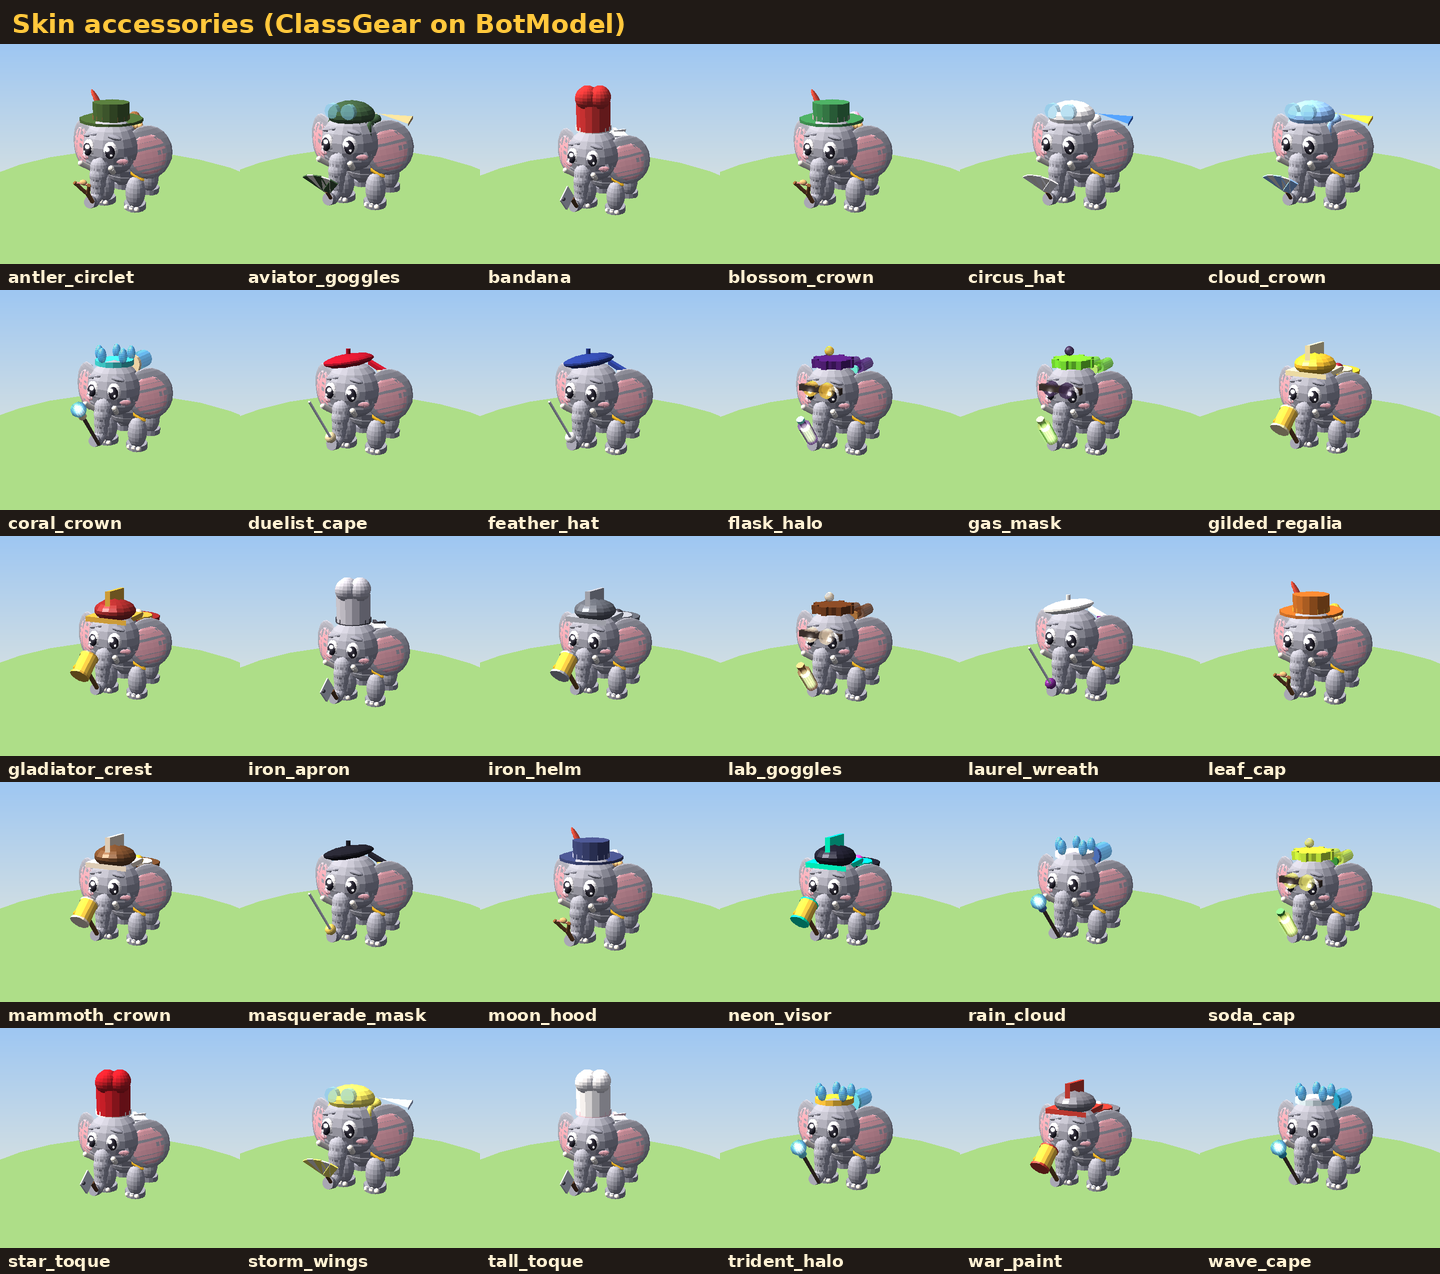 Skin accessories (ClassGear on BotModel)
antler_circlet aviator_goggles bandana blossom_crown circus_hat cloud_crown
coral_crown duelist_cape feather_hat flask_halo gas_mask gilded_regalia
gladiator_crest iron_apron iron_helm lab_goggles laurel_wreath leaf_cap
mammoth_crown masquerade_mask moon_hood neon_visor rain_cloud soda_cap
star_toque storm_wings tall_toque trident_halo war_paint wave_cape